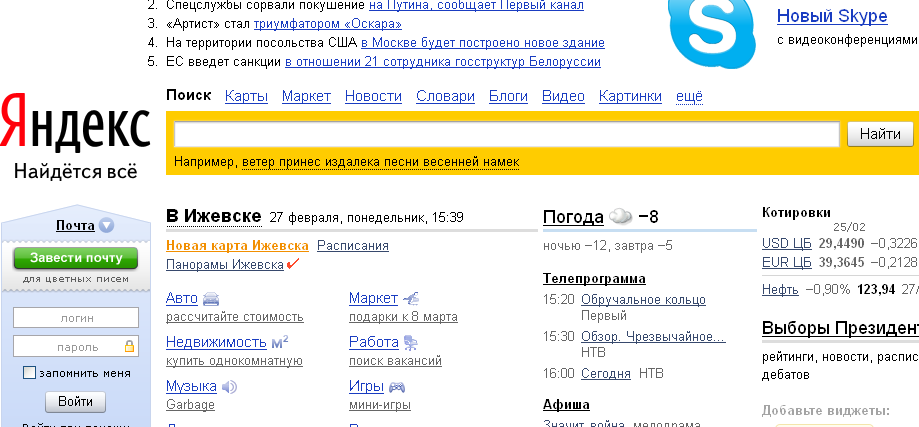 2. Спецслужбы сорвали покушение на Путина, сообщает Первый канал
3. «Артист» стал триумфатором «Оскара»
4. На территории посольства США в Москве будет построено новое здание
5. ЕС введет санкции в отношении 21 сотрудника госструктур Белоруссии
Новый Skype
с видеоконференциями
Яндекс
Найдётся всё
Поиск Карты Маркет Новости Словари Блоги Видео Картинки ещё
Найти
Например, ветер принес издалека песни весенней намек
Почта
Завести почту
для цветных писем
логин
пароль
запомнить меня
Войти
В Ижевске 27 февраля, понедельник, 15:39
Новая карта Ижевска Расписания
Панорамы Ижевска
Авто
рассчитайте стоимость
Недвижимость м²
купить однокомнатную
Музыка
Garbage
Маркет
подарки к 8 марта
Работа
поиск вакансий
Игры
мини-игры
Погода −8
ночью −12, завтра −5
Телепрограмма
15:20 Обручальное кольцо
Первый
15:30 Обзор. Чрезвычайное...
НТВ
16:00 Сегодня НТВ
Афиша
Значит, война, мелодрама
Котировки
25/02
USD ЦБ 29,4490 −0,3226
EUR ЦБ 39,3645 −0,2128
Нефть −0,90% 123,94 27/
Выборы Президент
рейтинги, новости, распис
дебатов
Добавьте виджеты: